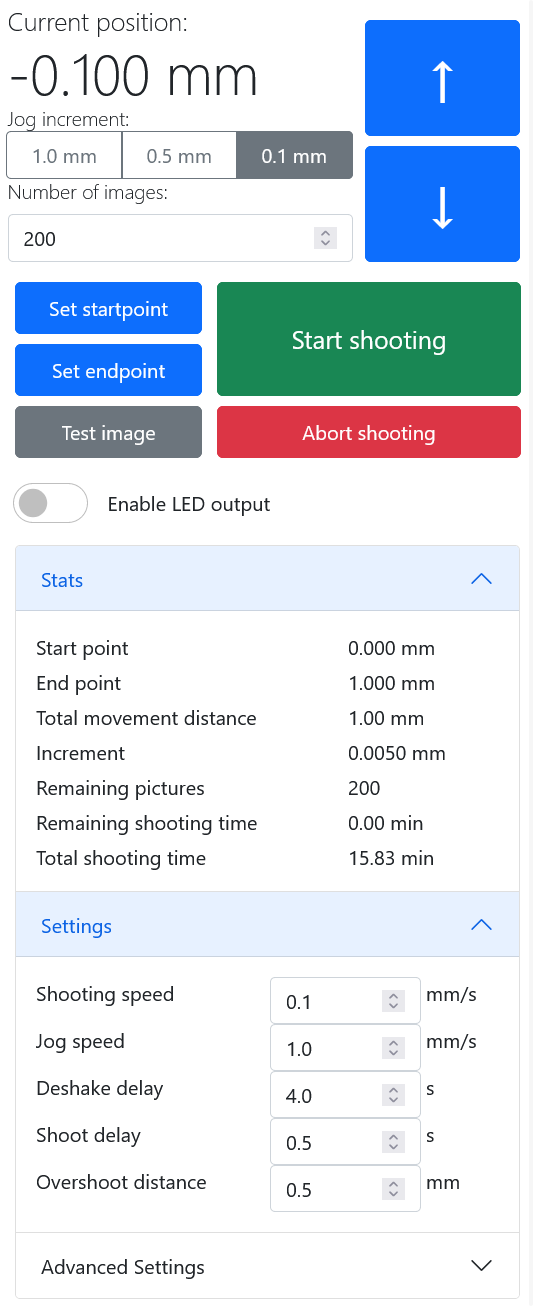 Current position:
-0.100 mm
↑
Jog increment:
1.0 mm 0.5 mm 0.1 mm
↓
Number of images:
200
Set startpoint
Start shooting
Set endpoint
Test image
Abort shooting
Enable LED output
Stats
Start point 0.000 mm
End point 1.000 mm
Total movement distance 1.00 mm
Increment 0.0050 mm
Remaining pictures 200
Remaining shooting time 0.00 min
Total shooting time 15.83 min
Settings
Shooting speed 0.1 mm/s
Jog speed 1.0 mm/s
Deshake delay 4.0 s
Shoot delay 0.5 s
Overshoot distance 0.5 mm
Advanced Settings